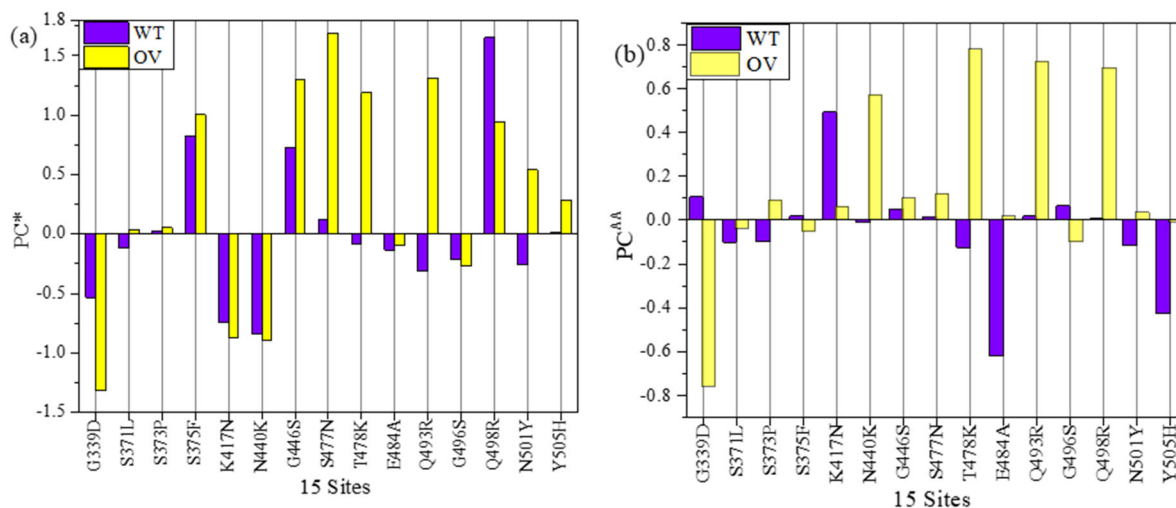 (a)
WT
OV
PC*
1.8
1.5
1.0
0.5
0.0
-0.5
-1.0
-1.5
G339D
S371L
S373P
S375F
K417N
N440K
G446S
S477N
T478K
E484A
Q493R
G496S
Q498R
N501Y
Y505H
15 Sites
(b)
WT
OV
PC^AA
0.8
0.6
0.4
0.2
0.0
-0.2
-0.4
-0.6
-0.8
G339D
S371L
S373P
S375F
K417N
N440K
G446S
S477N
T478K
E484A
Q493R
G496S
Q498R
N501Y
Y505H
15 Sites